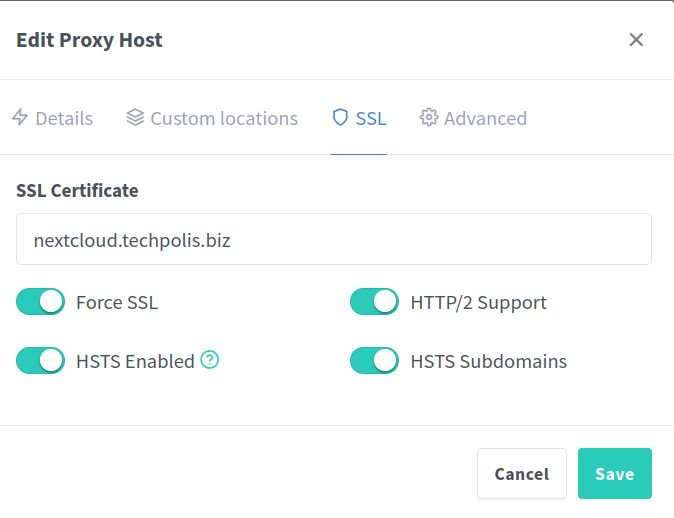 Edit Proxy Host
Details Custom locations SSL Advanced
SSL Certificate
nextcloud.techpolis.biz
Force SSL HTTP/2 Support
HSTS Enabled ? HSTS Subdomains
Cancel Save